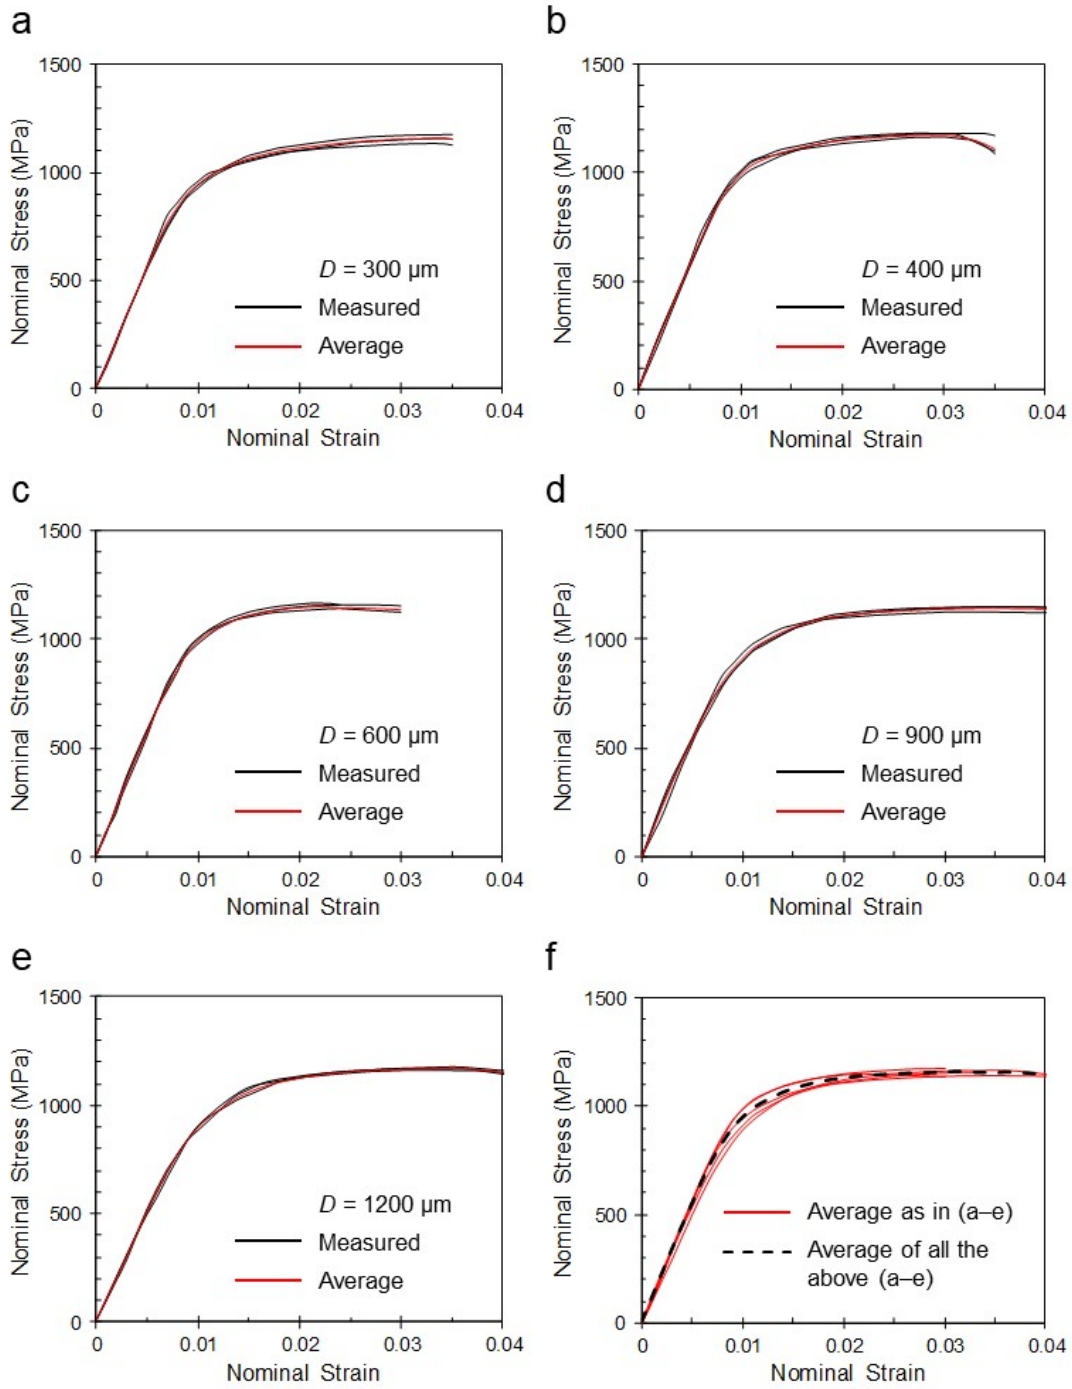 a
1500
1000
500
0
Nominal Stress (MPa)
D = 300 µm
Measured
Average
0 0.01 0.02 0.03 0.04
Nominal Strain
b
1500
1000
500
0
Nominal Stress (MPa)
D = 400 µm
Measured
Average
0 0.01 0.02 0.03 0.04
Nominal Strain
c
1500
1000
500
0
Nominal Stress (MPa)
D = 600 µm
Measured
Average
0 0.01 0.02 0.03 0.04
Nominal Strain
d
1500
1000
500
0
Nominal Stress (MPa)
D = 900 µm
Measured
Average
0 0.01 0.02 0.03 0.04
Nominal Strain
e
1500
1000
500
0
Nominal Stress (MPa)
D = 1200 µm
Measured
Average
0 0.01 0.02 0.03 0.04
Nominal Strain
f
1500
1000
500
0
Nominal Stress (MPa)
Average as in (a–e)
Average of all the
above (a–e)
0 0.01 0.02 0.03 0.04
Nominal Strain